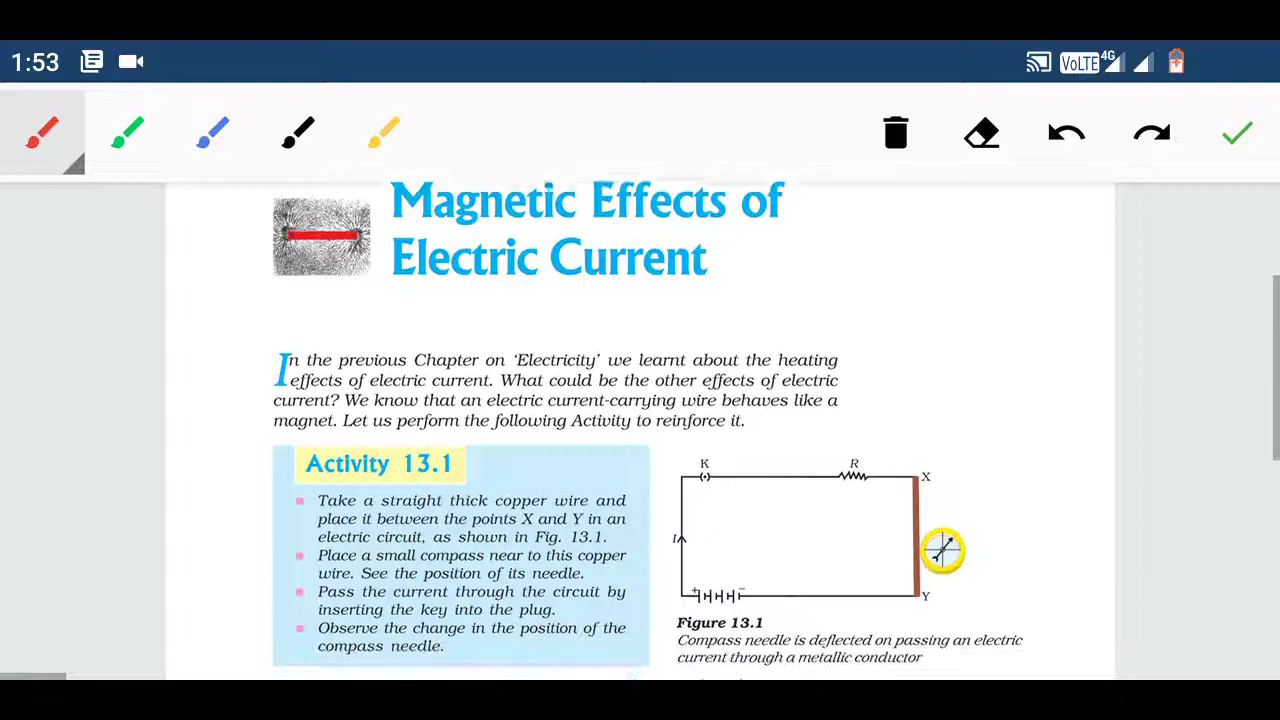 1:53
VoLTE 4G
Magnetic Effects of
Electric Current
In the previous Chapter on ‘Electricity’ we learnt about the heating
effects of electric current. What could be the other effects of electric
current? We know that an electric current-carrying wire behaves like a
magnet. Let us perform the following Activity to reinforce it.
Activity 13.1
Take a straight thick copper wire and
place it between the points X and Y in an
electric circuit, as shown in Fig. 13.1.
Place a small compass near to this copper
wire. See the position of its needle.
Pass the current through the circuit by
inserting the key into the plug.
Observe the change in the position of the
compass needle.
K
R
X
I
+
–
Y
Figure 13.1
Compass needle is deflected on passing an electric
current through a metallic conductor